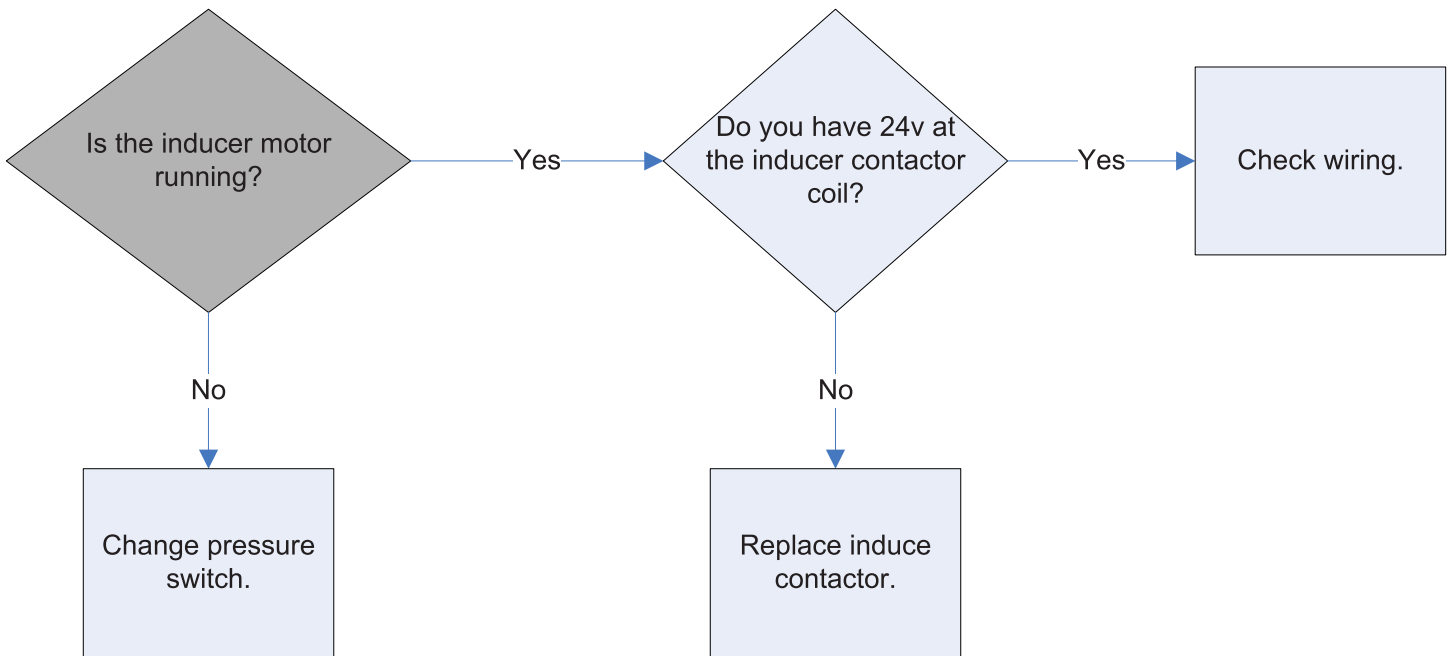 Is the inducer motor
running?
Yes
Do you have 24v at
the inducer contactor
coil?
Yes
Check wiring.
No
No
Change pressure
switch.
Replace induce
contactor.